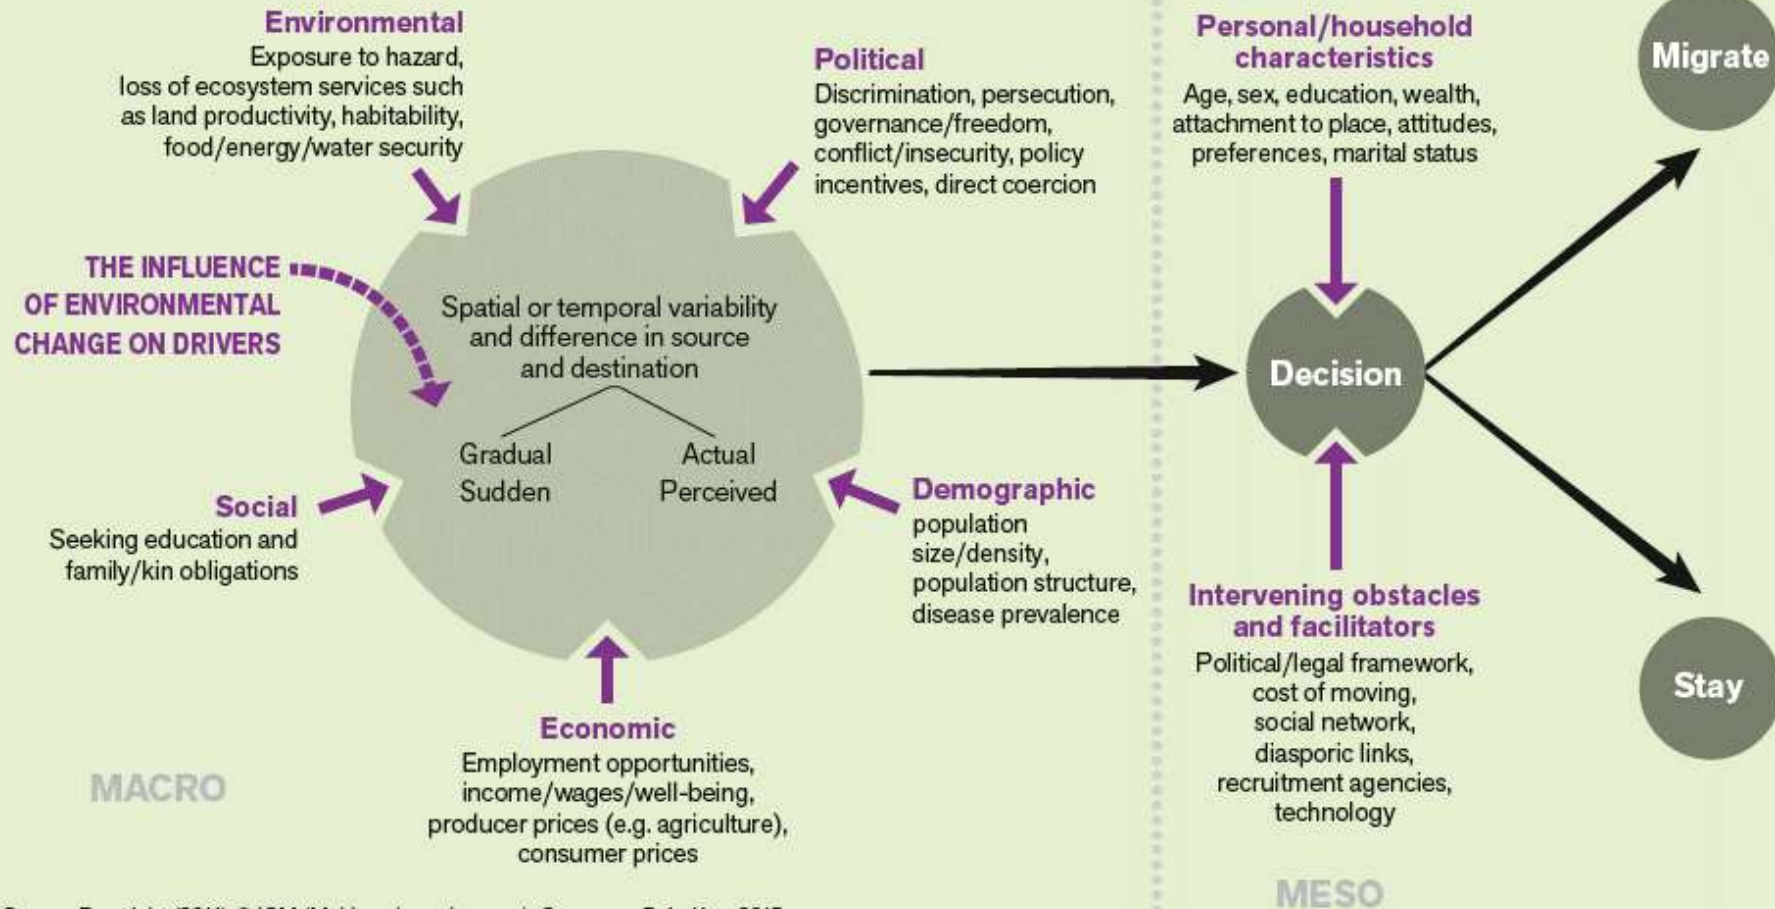 Environmental
Exposure to hazard,
loss of ecosystem services such
as land productivity, habitability,
food/energy/water security
Political
Discrimination, persecution,
governance/freedom,
conflict/insecurity, policy
incentives, direct coercion
THE INFLUENCE
OF ENVIRONMENTAL
CHANGE ON DRIVERS
Spatial or temporal variability
and difference in source
and destination
Gradual
Sudden
Actual
Perceived
Social
Seeking education and
family/kin obligations
Demographic
population
size/density,
population structure,
disease prevalence
Economic
Employment opportunities,
income/wages/well-being,
producer prices (e.g. agriculture),
consumer prices
MACRO
Personal/household
characteristics
Age, sex, education, wealth,
attachment to place, attitudes,
preferences, marital status
Decision
Intervening obstacles
and facilitators
Political/legal framework,
cost of moving,
social network,
diasporic links,
recruitment agencies,
technology
MESO
Migrate
Stay